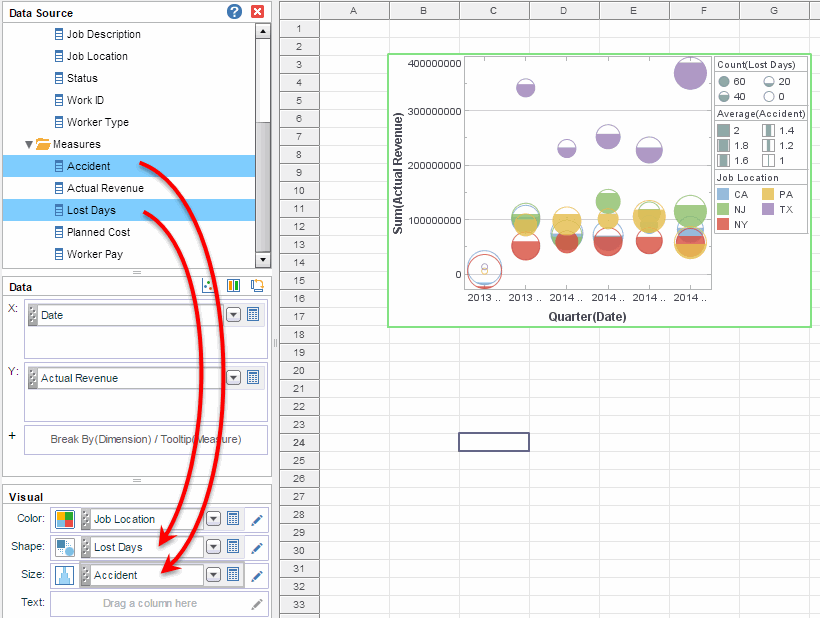 Data Source
?
Job Description
Job Location
Status
Work ID
Worker Type
Measures
Accident
Actual Revenue
Lost Days
Planned Cost
Worker Pay
Data
X:
Date
Y:
Actual Revenue
+
Break By(Dimension) / Tooltip(Measure)
Visual
Color:
Job Location
Shape:
Lost Days
Size:
Accident
Text:
Drag a column here
A B C D E F G
1
2
3
4
5
6
7
8
9
10
11
12
13
14
15
16
17
18
19
20
21
22
23
24
25
26
27
28
29
30
31
32
33
Sum(Actual Revenue)
400000000
300000000
200000000
100000000
0
2013 .. 2013 .. 2014 .. 2014 .. 2014 .. 2014 ..
Quarter(Date)
Count(Lost Days)
60 20
40 0
Average(Accident)
2 1.4
1.8 1.2
1.6 1
Job Location
CA PA
NJ TX
NY